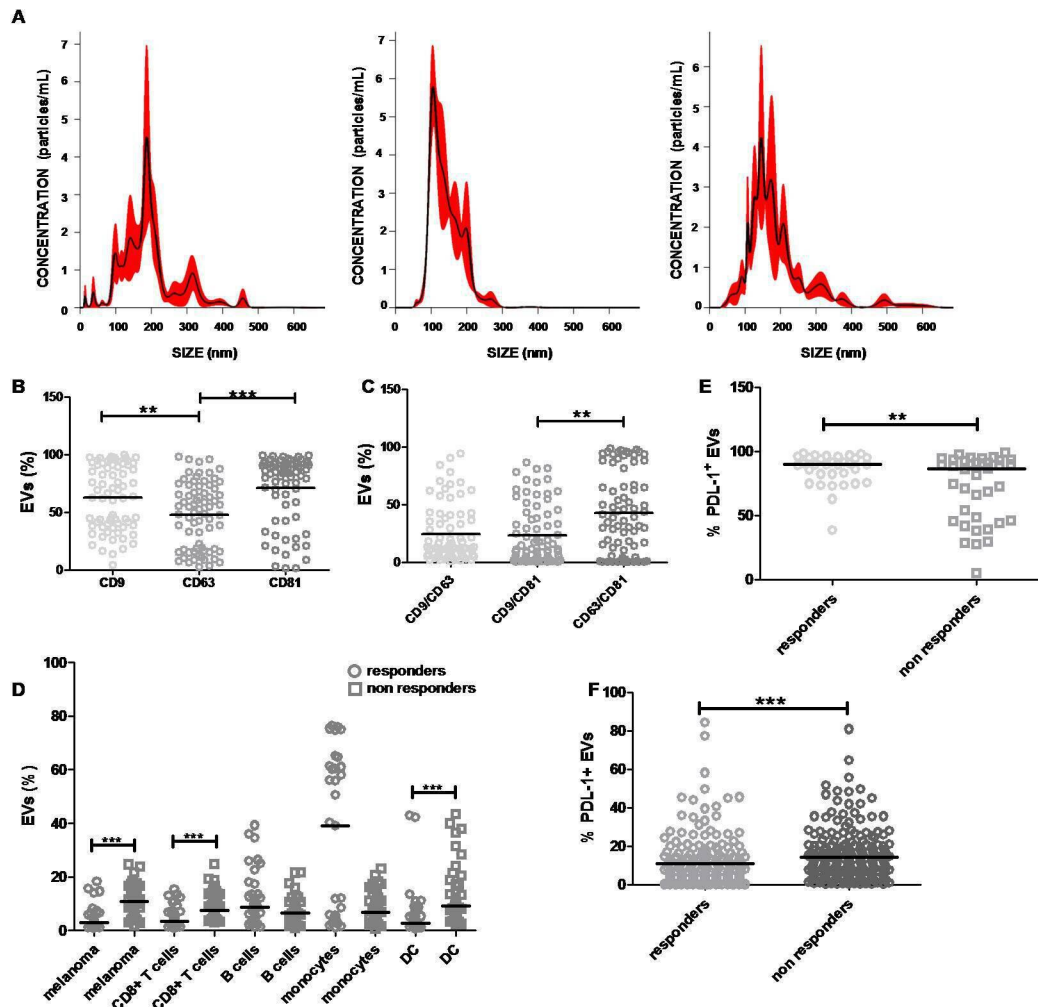 A
CONCENTRATION (particles/mL)
7
6
5
4
3
2
1
0
0 100 200 300 400 500 600
SIZE (nm)
CONCENTRATION (particles/mL)
7
6
5
4
3
2
1
0
0 100 200 300 400 500 600
SIZE (nm)
CONCENTRATION (particles/mL)
6
5
4
3
2
1
0
0 100 200 300 400 500 600
SIZE (nm)
B
EVs (%)
150
100
50
0
** ***
CD9 CD63 CD81
C
EVs (%)
150
100
50
0
**
CD9/CD63 CD9/CD81 CD63/CD81
E
% PDL-1+ EVs
150
100
50
0
**
responders non responders
D
EVs (% )
100
80
60
40
20
0
responders
non responders
*** *** ***
melanoma melanoma CD8+ T cells CD8+ T cells B cells B cells monocytes monocytes DC DC
F
% PDL-1+ EVs
100
80
60
40
20
0
***
responders non responders